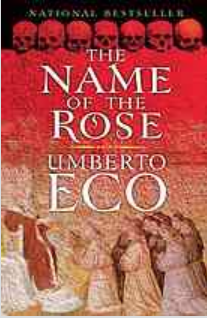 NATIONAL BESTSELLER
THE
NAME
OF THE
ROSE
UMBERTO
ECO